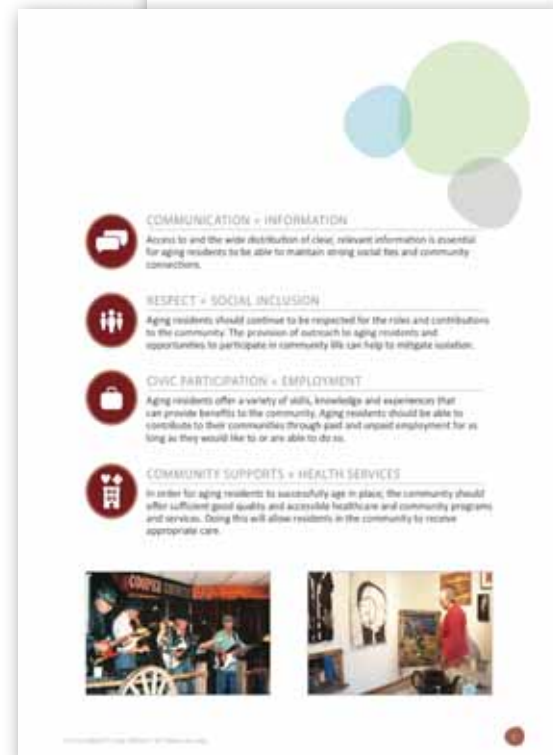 COMMUNICATION + INFORMATION
Access to and the wide distribution of clear, relevant information is essential
for aging residents to be able to maintain strong social ties and community
connections.
RESPECT + SOCIAL INCLUSION
Aging residents should continue to be respected for the roles and contributions
to the community. The provision of outreach to aging residents and
opportunities to participate in community life can help to mitigate isolation.
CIVIC PARTICIPATION + EMPLOYMENT
Aging residents offer a variety of skills, knowledge and experiences that
can provide benefits to the community. Aging residents should be able to
contribute to their communities through paid and unpaid employment for as
long as they would like to or are able to do so.
COMMUNITY SUPPORTS + HEALTH SERVICES
In order for aging residents to successfully age in place, the community should
offer sufficient good quality and accessible healthcare and community programs
and services. Doing this will allow residents in the community to receive
appropriate care.
COOPER